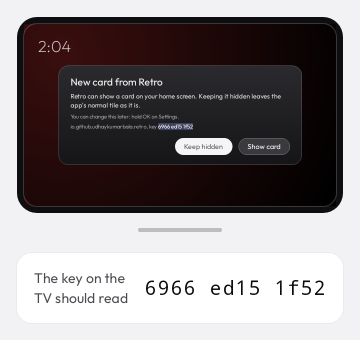 2:04
New card from Retro
Retro can show a card on your home screen. Keeping it hidden leaves the
app's normal tile as it is.
You can change this later: hold OK on Settings.
io.github.udhaykumarbala.retro, key 6966 ed15 1f52
Keep hidden Show card
The key on the
TV should read
6966 ed15 1f52